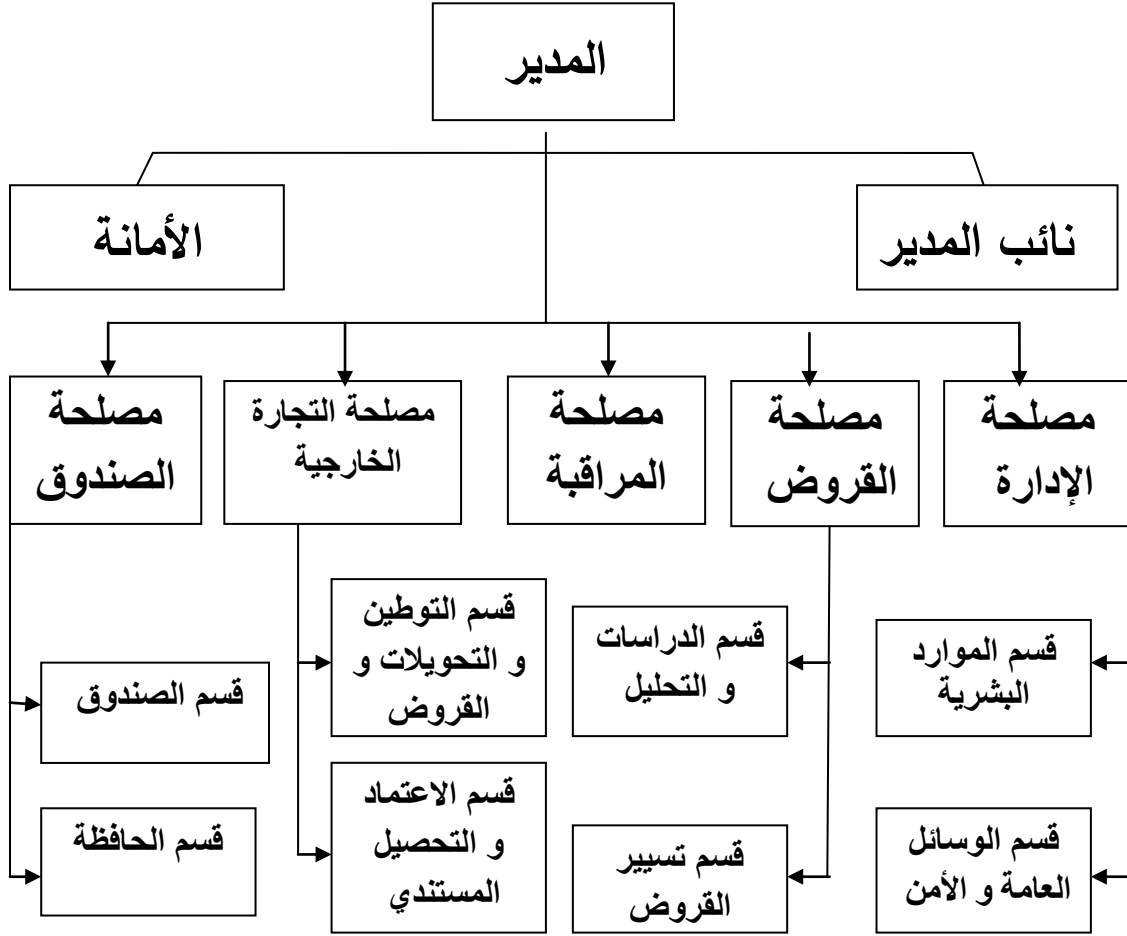 المدير
نائب المدير
الأمانة
مصلحة
الإدارة
مصلحة
القروض
مصلحة
المراقبة
مصلحة التجارة
الخارجية
مصلحة
الصندوق
قسم الموارد
البشرية
قسم الدراسات
و التحليل
قسم التوطين
و التحويلات و
القروض
قسم الصندوق
قسم الوسائل
العامة و الأمن
قسم تسيير
القروض
قسم الاعتماد
و التحصيل
المستندي
قسم الحافظة